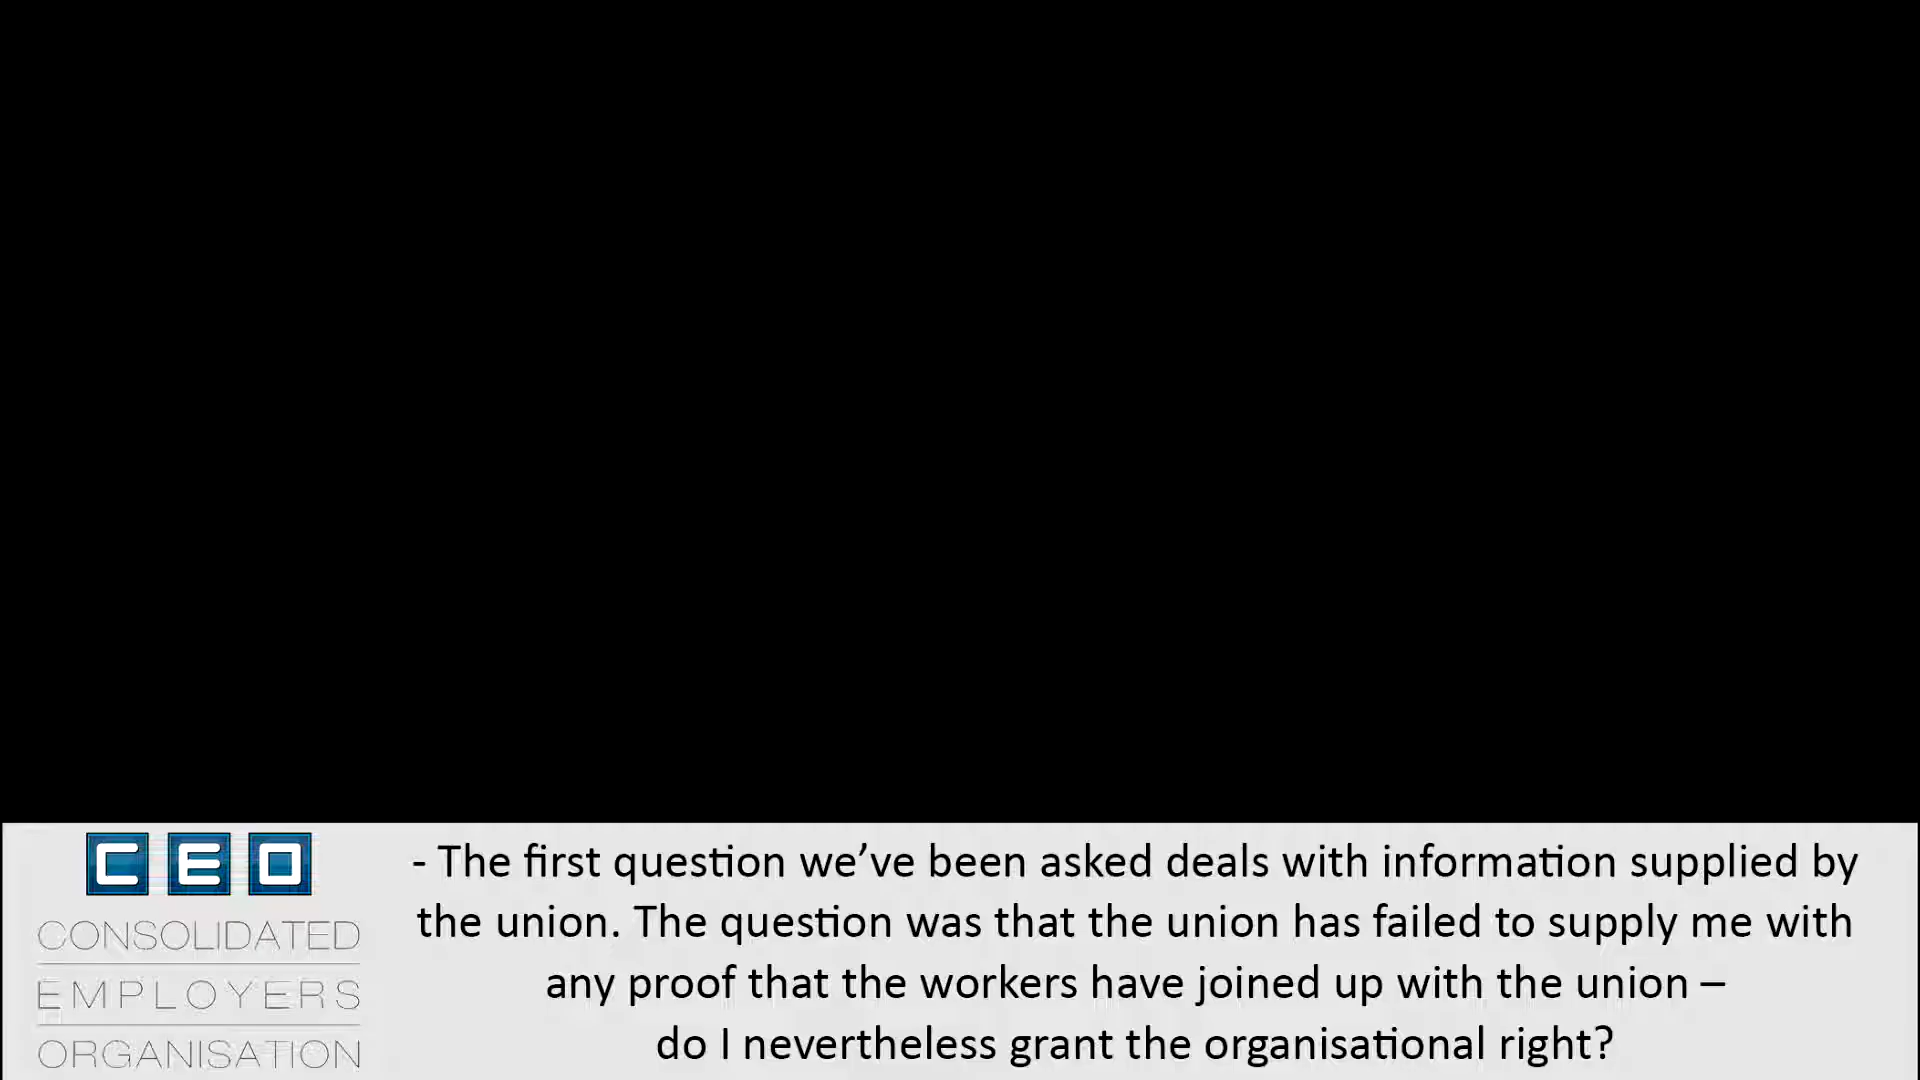 CEO
CONSOLIDATED
EMPLOYERS
ORGANISATION
- The first question we’ve been asked deals with information supplied by
the union. The question was that the union has failed to supply me with
any proof that the workers have joined up with the union –
do I nevertheless grant the organisational right?